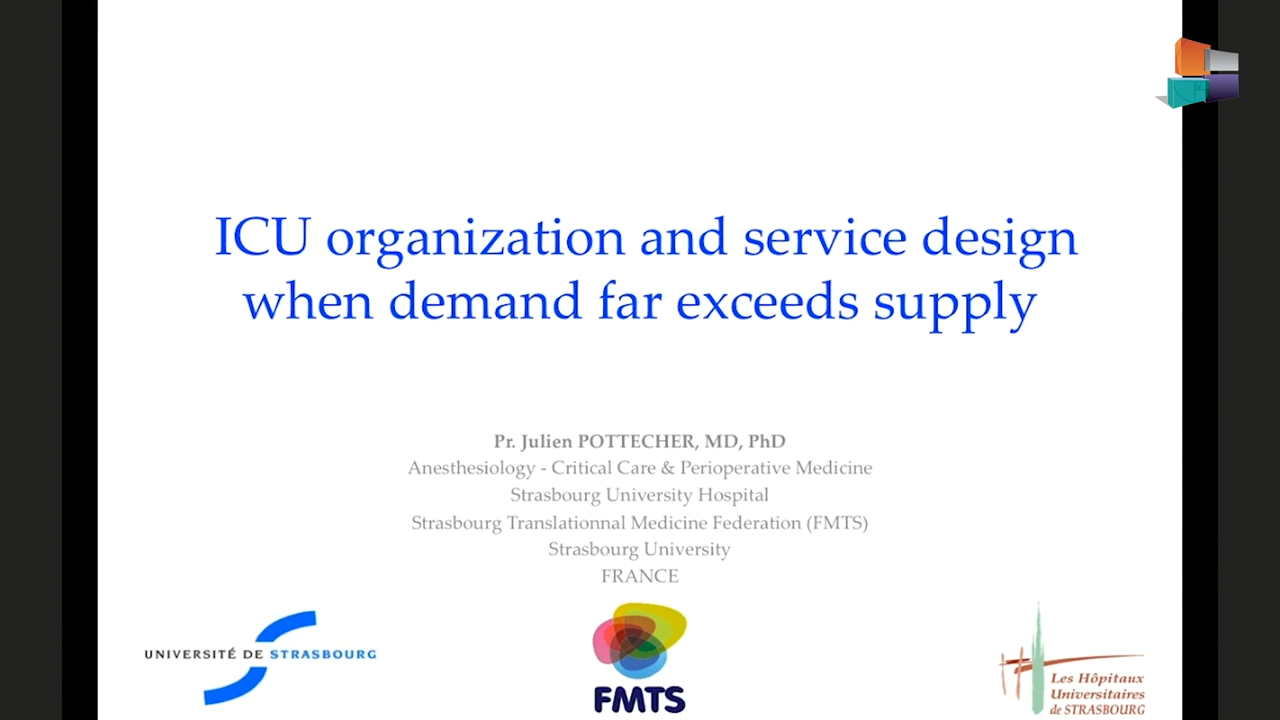 ICU organization and service design
when demand far exceeds supply
Pr. Julien POTTECHER, MD, PhD
Anesthesiology - Critical Care & Perioperative Medicine
Strasbourg University Hospital
Strasbourg Translationnal Medicine Federation (FMTS)
Strasbourg University
FRANCE
UNIVERSITÉ DE STRASBOURG
FMTS
Les Hôpitaux
Universitaires
de STRASBOURG